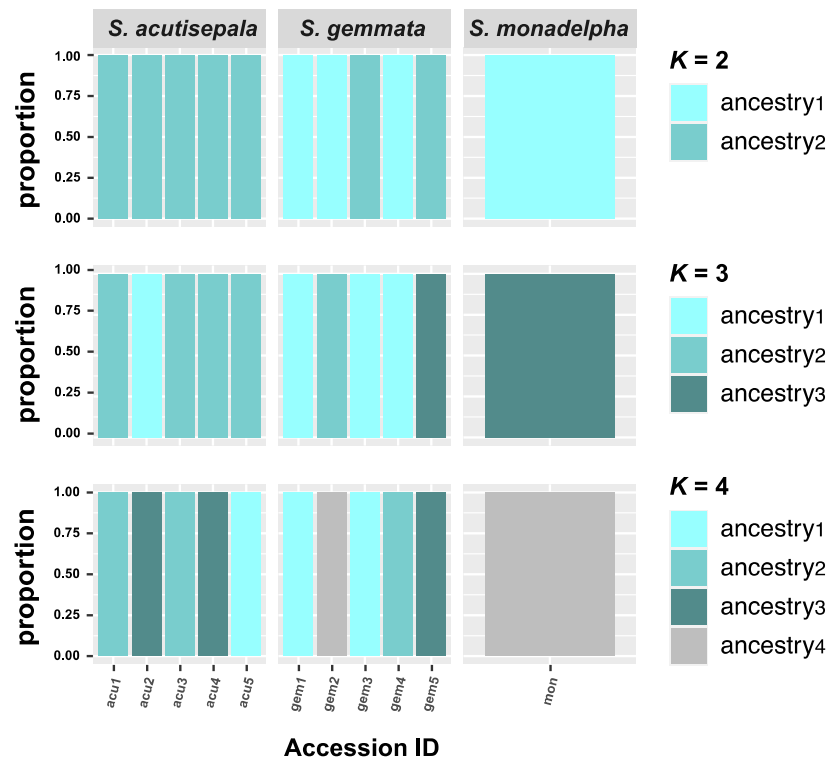 S. acutisepala S. gemmata S. monadelpha
proportion
1.00
0.75
0.50
0.25
0.00
K = 2
ancestry1
ancestry2
proportion
1.00
0.75
0.50
0.25
0.00
K = 3
ancestry1
ancestry2
ancestry3
proportion
1.00
0.75
0.50
0.25
0.00
K = 4
ancestry1
ancestry2
ancestry3
ancestry4
acu1 acu2 acu3 acu4 acu5 gem1 gem2 gem3 gem4 gem5 mon
Accession ID